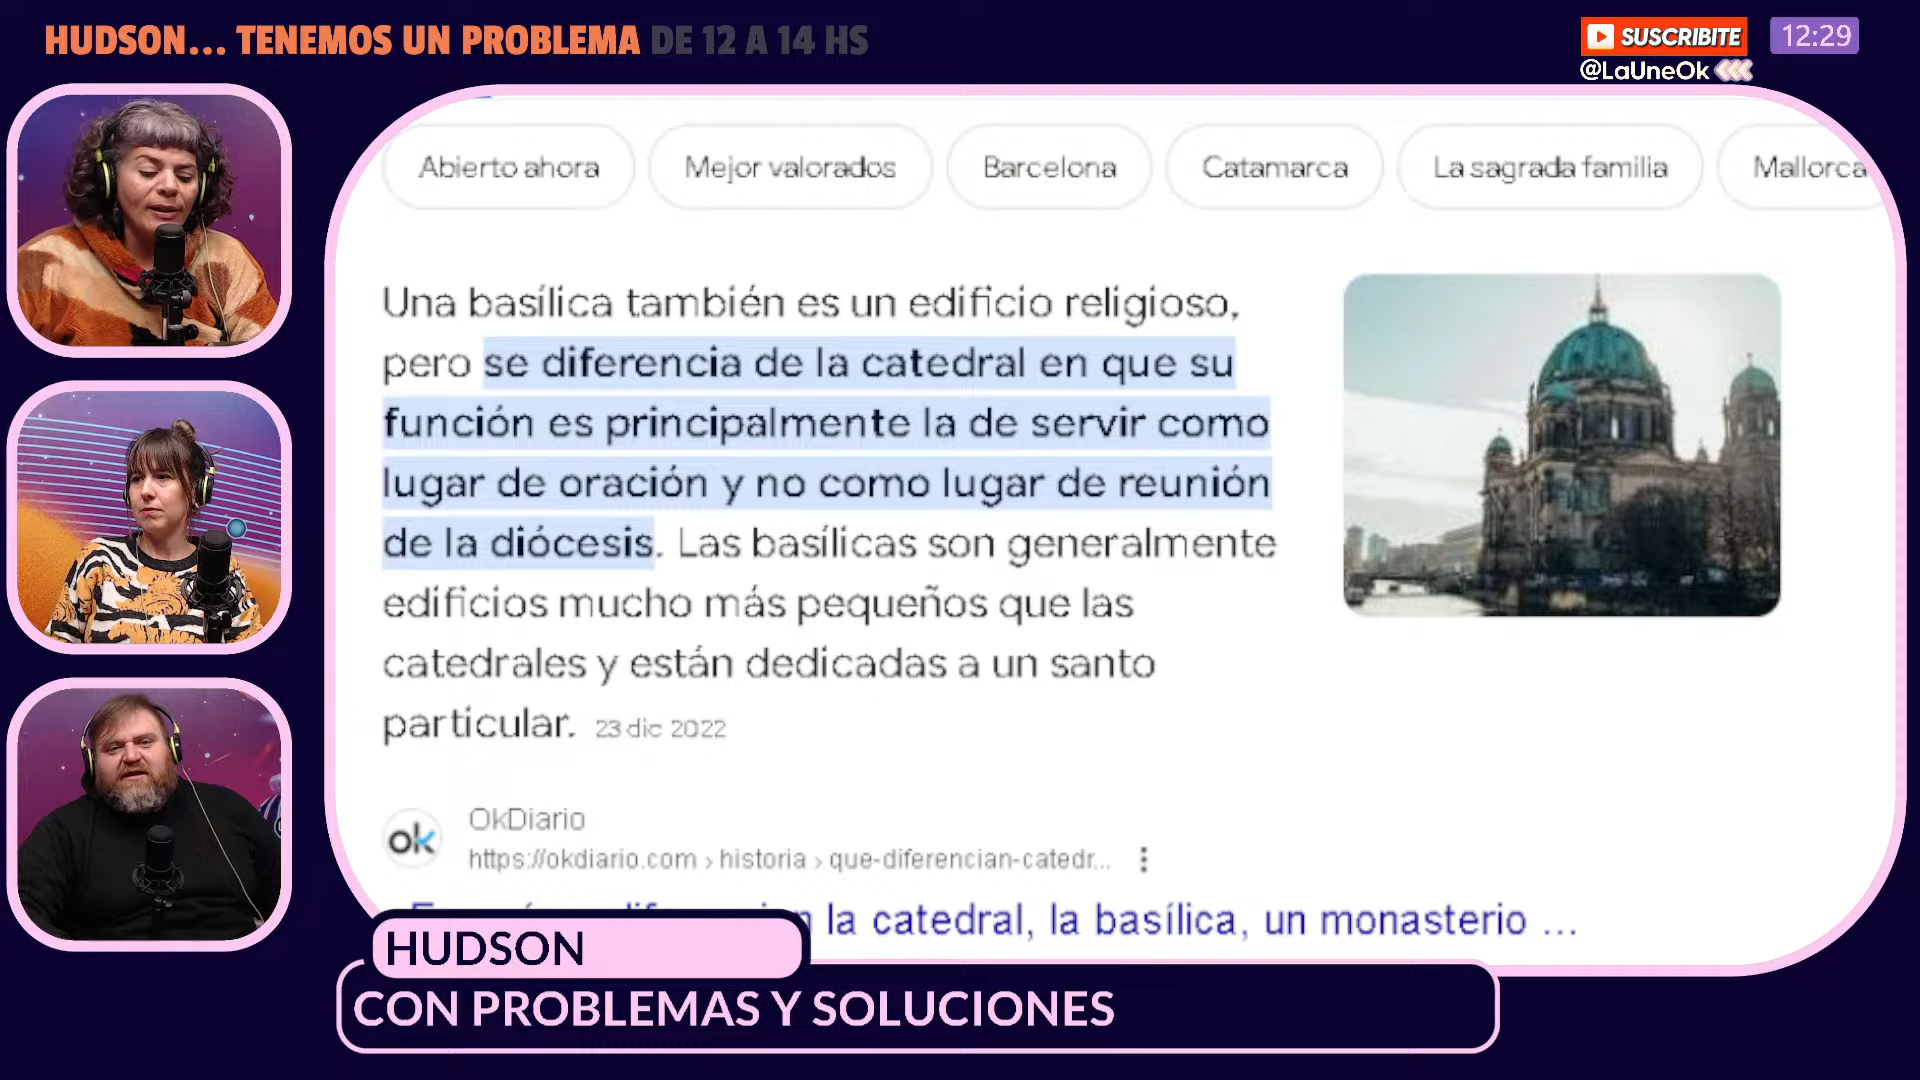 HUDSON... TENEMOS UN PROBLEMA DE 12 A 14 HS
SUSCRIBITE
12:29
@LaUneOk
Abierto ahora
Mejor valorados
Barcelona
Catamarca
La sagrada familia
Mallorca
Una basílica también es un edificio religioso,
pero se diferencia de la catedral en que su
función es principalmente la de servir como
lugar de oración y no como lugar de reunión
de la diócesis. Las basílicas son generalmente
edificios mucho más pequeños que las
catedrales y están dedicadas a un santo
particular. 23 dic 2022
ok
OkDiario
https://okdiario.com › historia › que-diferencian-catedr...
la catedral, la basílica, un monasterio ...
HUDSON
CON PROBLEMAS Y SOLUCIONES